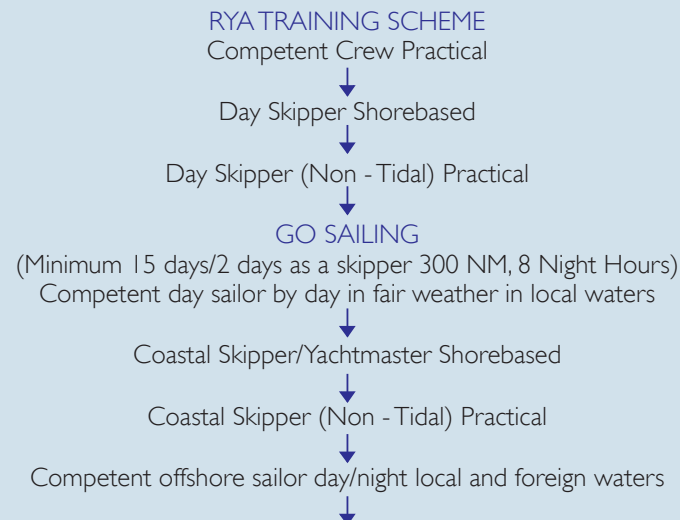 RYA TRAINING SCHEME
Competent Crew Practical
Day Skipper Shorebased
Day Skipper (Non - Tidal) Practical
GO SAILING
(Minimum 15 days/2 days as a skipper 300 NM, 8 Night Hours)
Competent day sailor by day in fair weather in local waters
Coastal Skipper/Yachtmaster Shorebased
Coastal Skipper (Non - Tidal) Practical
Competent offshore sailor day/night local and foreign waters